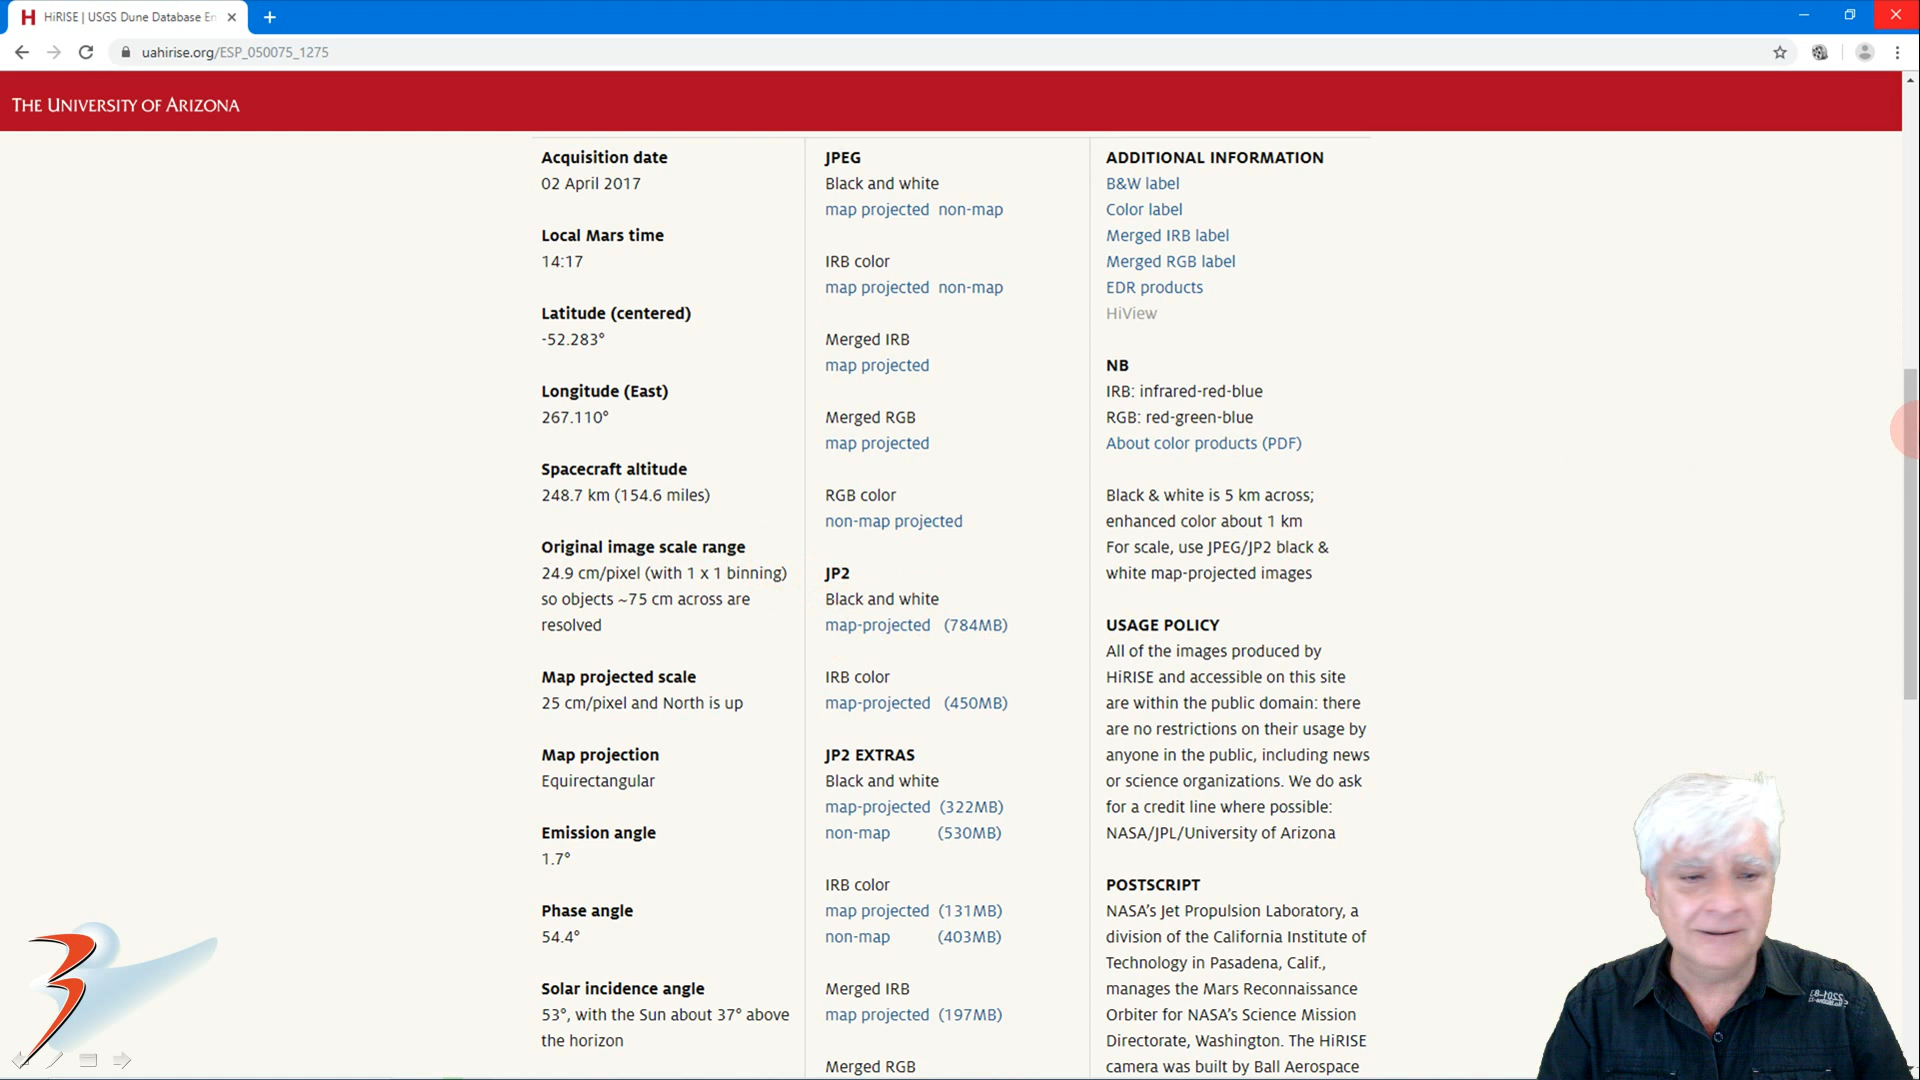 HiRISE | USGS Dune Database En
uahirise.org/ESP_050075_1275
THE UNIVERSITY OF ARIZONA
Acquisition date
02 April 2017
Local Mars time
14:17
Latitude (centered)
-52.283°
Longitude (East)
267.110°
Spacecraft altitude
248.7 km (154.6 miles)
Original image scale range
24.9 cm/pixel (with 1 x 1 binning)
so objects ~75 cm across are
resolved
Map projected scale
25 cm/pixel and North is up
Map projection
Equirectangular
Emission angle
1.7°
Phase angle
54.4°
Solar incidence angle
53°, with the Sun about 37° above
the horizon
JPEG
Black and white
map projected non-map
IRB color
map projected non-map
Merged IRB
map projected
Merged RGB
map projected
RGB color
non-map projected
JP2
Black and white
map-projected (784MB)
IRB color
map-projected (450MB)
JP2 EXTRAS
Black and white
map-projected (322MB)
non-map (530MB)
IRB color
map projected (131MB)
non-map (403MB)
Merged IRB
map projected (197MB)
Merged RGB
ADDITIONAL INFORMATION
B&W label
Color label
Merged IRB label
Merged RGB label
EDR products
HiView
NB
IRB: infrared-red-blue
RGB: red-green-blue
About color products (PDF)
Black & white is 5 km across;
enhanced color about 1 km
For scale, use JPEG/JP2 black &
white map-projected images
USAGE POLICY
All of the images produced by
HiRISE and accessible on this site
are within the public domain: there
are no restrictions on their usage by
anyone in the public, including news
or science organizations. We do ask
for a credit line where possible:
NASA/JPL/University of Arizona
POSTSCRIPT
NASA's Jet Propulsion Laboratory, a
division of the California Institute of
Technology in Pasadena, Calif.,
manages the Mars Reconnaissance
Orbiter for NASA's Science Mission
Directorate, Washington. The HiRISE
camera was built by Ball Aerospace